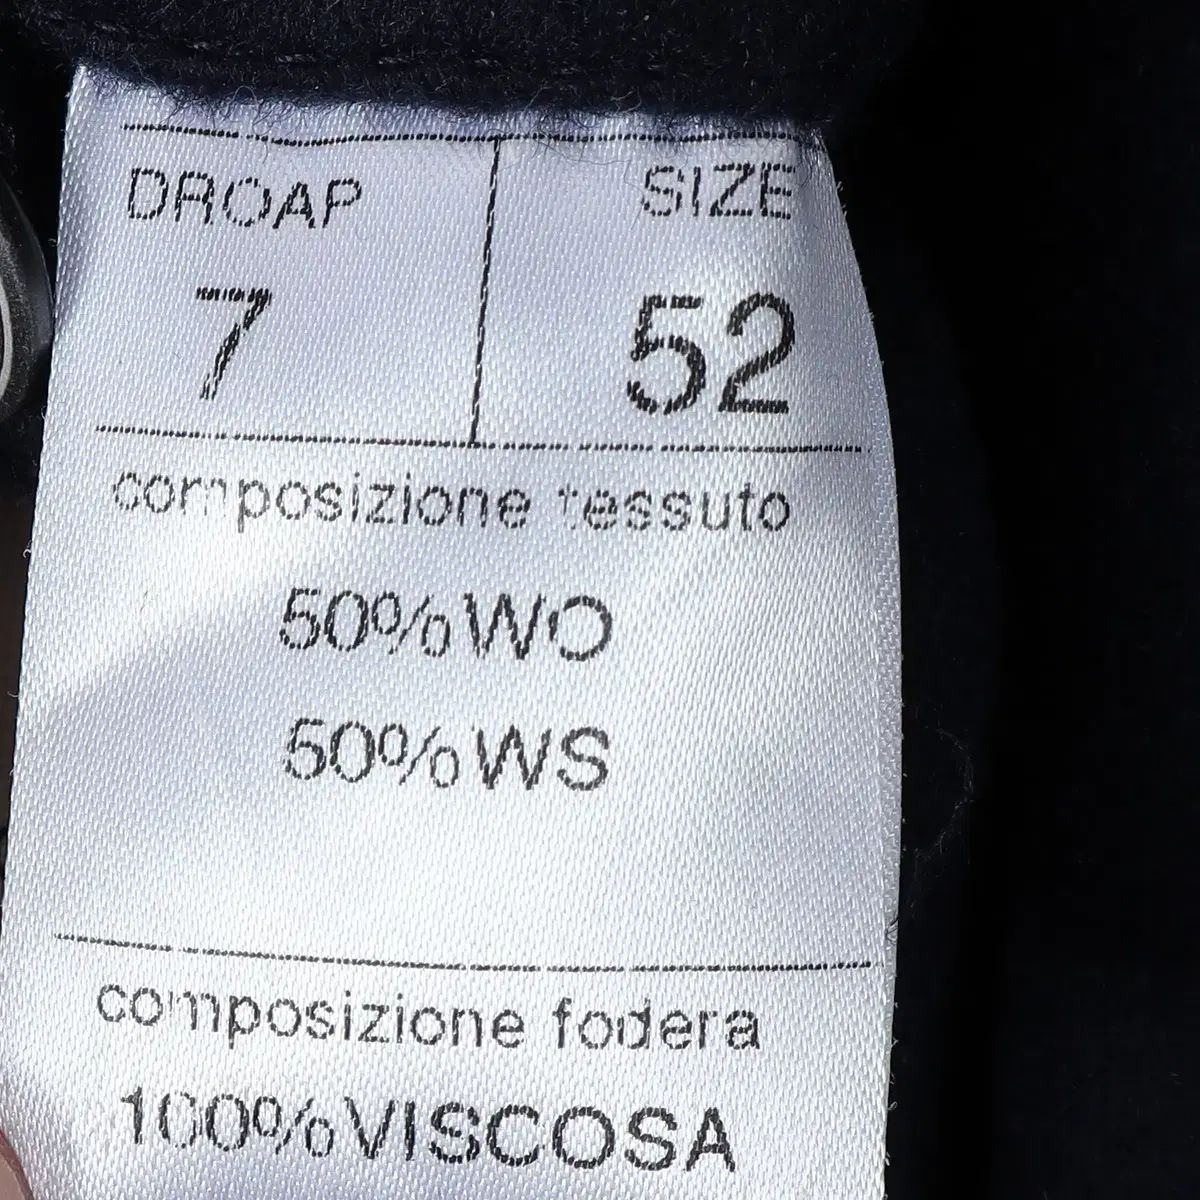 DROAP SIZE
7 52
composizione tessuto
50%WO
50%WS
composizione fodera
100%VISCOSA